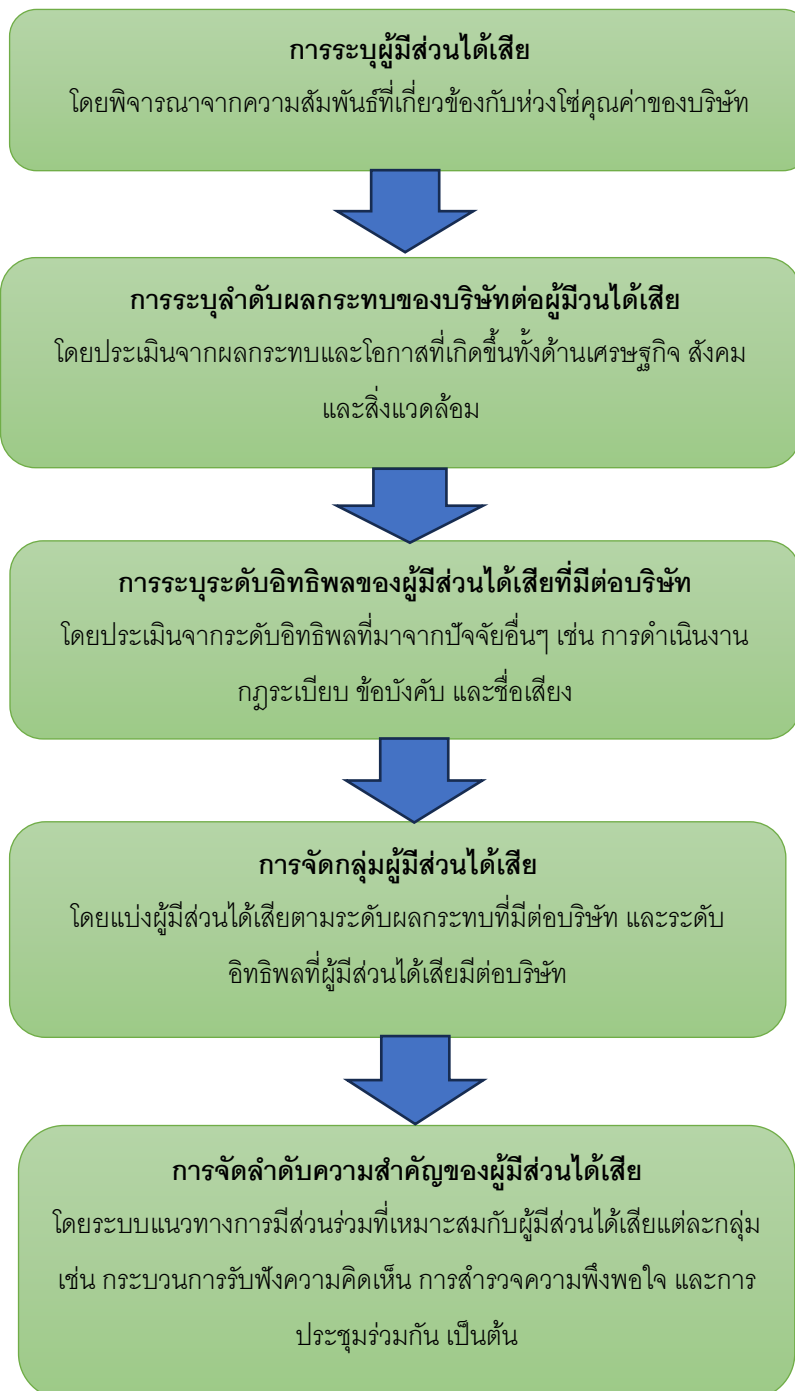 การระบุผู้มีส่วนได้เสีย
โดยพิจารณาจากความสัมพันธ์ที่เกี่ยวข้องกับห่วงโซ่คุณค่าของบริษัท
การระบุลำดับผลกระทบของบริษัทต่อผู้มีวนได้เสีย
โดยประเมินจากผลกระทบและโอกาสที่เกิดขึ้นทั้งด้านเศรษฐกิจ สังคม
และสิ่งแวดล้อม
การระบุระดับอิทธิพลของผู้มีส่วนได้เสียที่มีต่อบริษัท
โดยประเมินจากระดับอิทธิพลที่มาจากปัจจัยอื่นๆ เช่น การดำเนินงาน
กฎระเบียบ ข้อบังคับ และชื่อเสียง
การจัดกลุ่มผู้มีส่วนได้เสีย
โดยแบ่งผู้มีส่วนได้เสียตามระดับผลกระทบที่มีต่อบริษัท และระดับ
อิทธิพลที่ผู้มีส่วนได้เสียมีต่อบริษัท
การจัดลำดับความสำคัญของผู้มีส่วนได้เสีย
โดยระบบแนวทางการมีส่วนร่วมที่เหมาะสมกับผู้มีส่วนได้เสียแต่ละกลุ่ม
เช่น กระบวนการรับฟังความคิดเห็น การสำรวจความพึงพอใจ และการ
ประชุมร่วมกัน เป็นต้น